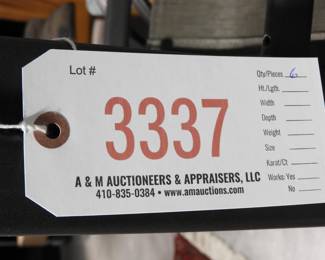 Lot #
3337
A & M AUCTIONEERS & APPRAISERS, LLC
410-835-0384 • www.amauctions.com
Qty/Pieces 6
Ht./Lgth.
Width
Depth
Weight
Size
Karat/Ct
Works: Yes
No